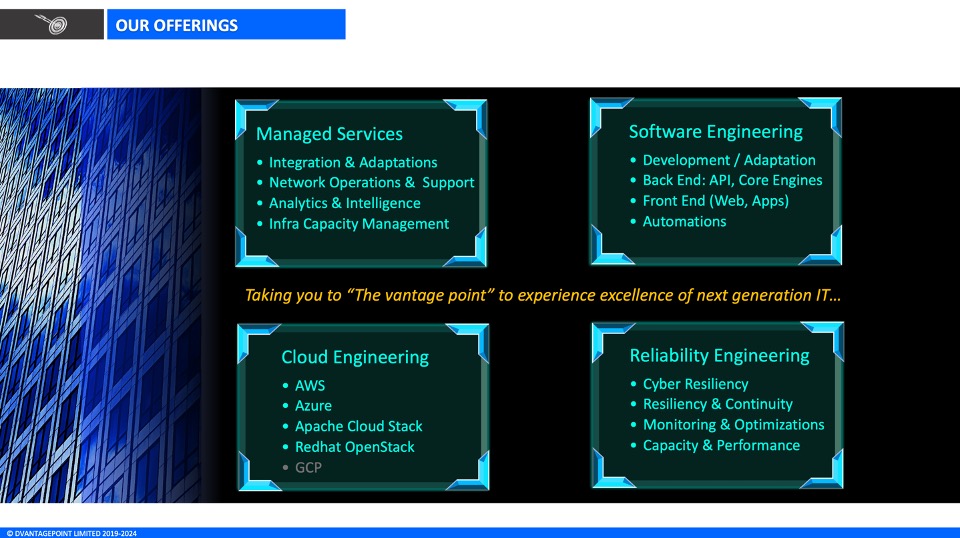 OUR OFFERINGS
Managed Services
• Integration & Adaptations
• Network Operations & Support
• Analytics & Intelligence
• Infra Capacity Management
Software Engineering
• Development / Adaptation
• Back End: API, Core Engines
• Front End (Web, Apps)
• Automations
Taking you to “The vantage point” to experience excellence of next generation IT…
Cloud Engineering
• AWS
• Azure
• Apache Cloud Stack
• Redhat OpenStack
• GCP
Reliability Engineering
• Cyber Resiliency
• Resiliency & Continuity
• Monitoring & Optimizations
• Capacity & Performance
© DVANTAGEPOINT LIMITED 2019-2024